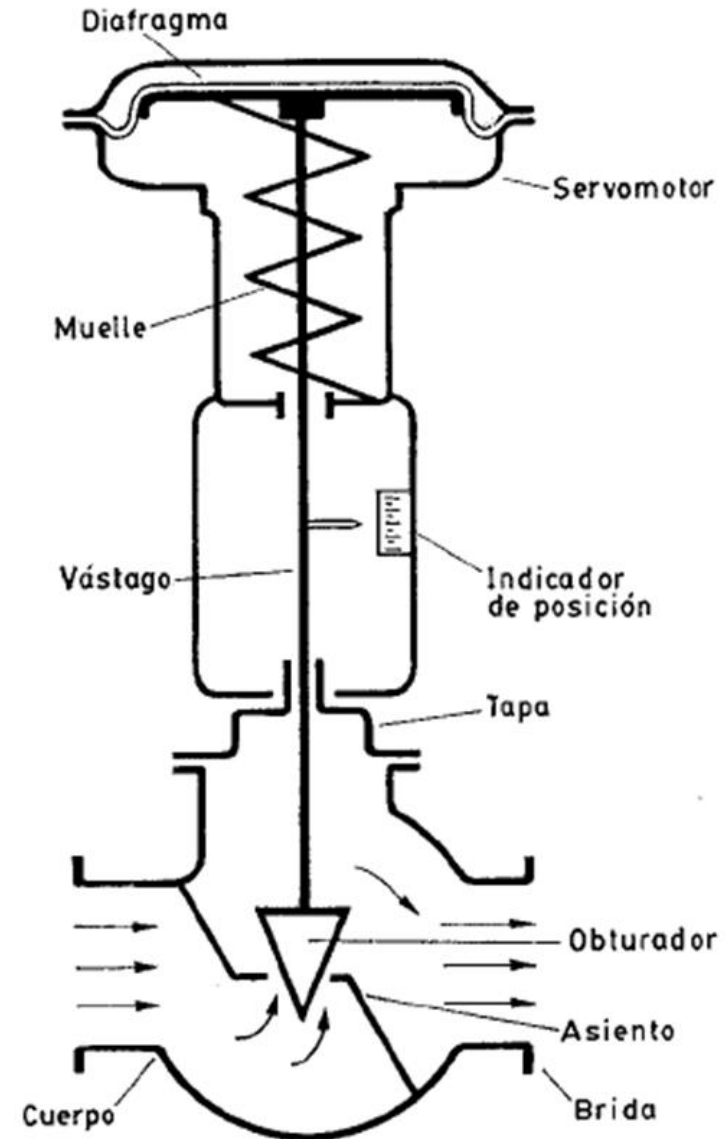 Diafragma
Servomotor
Muelle
Vástago
Indicador
de posición
Tapa
Obturador
Asiento
Cuerpo
Brida